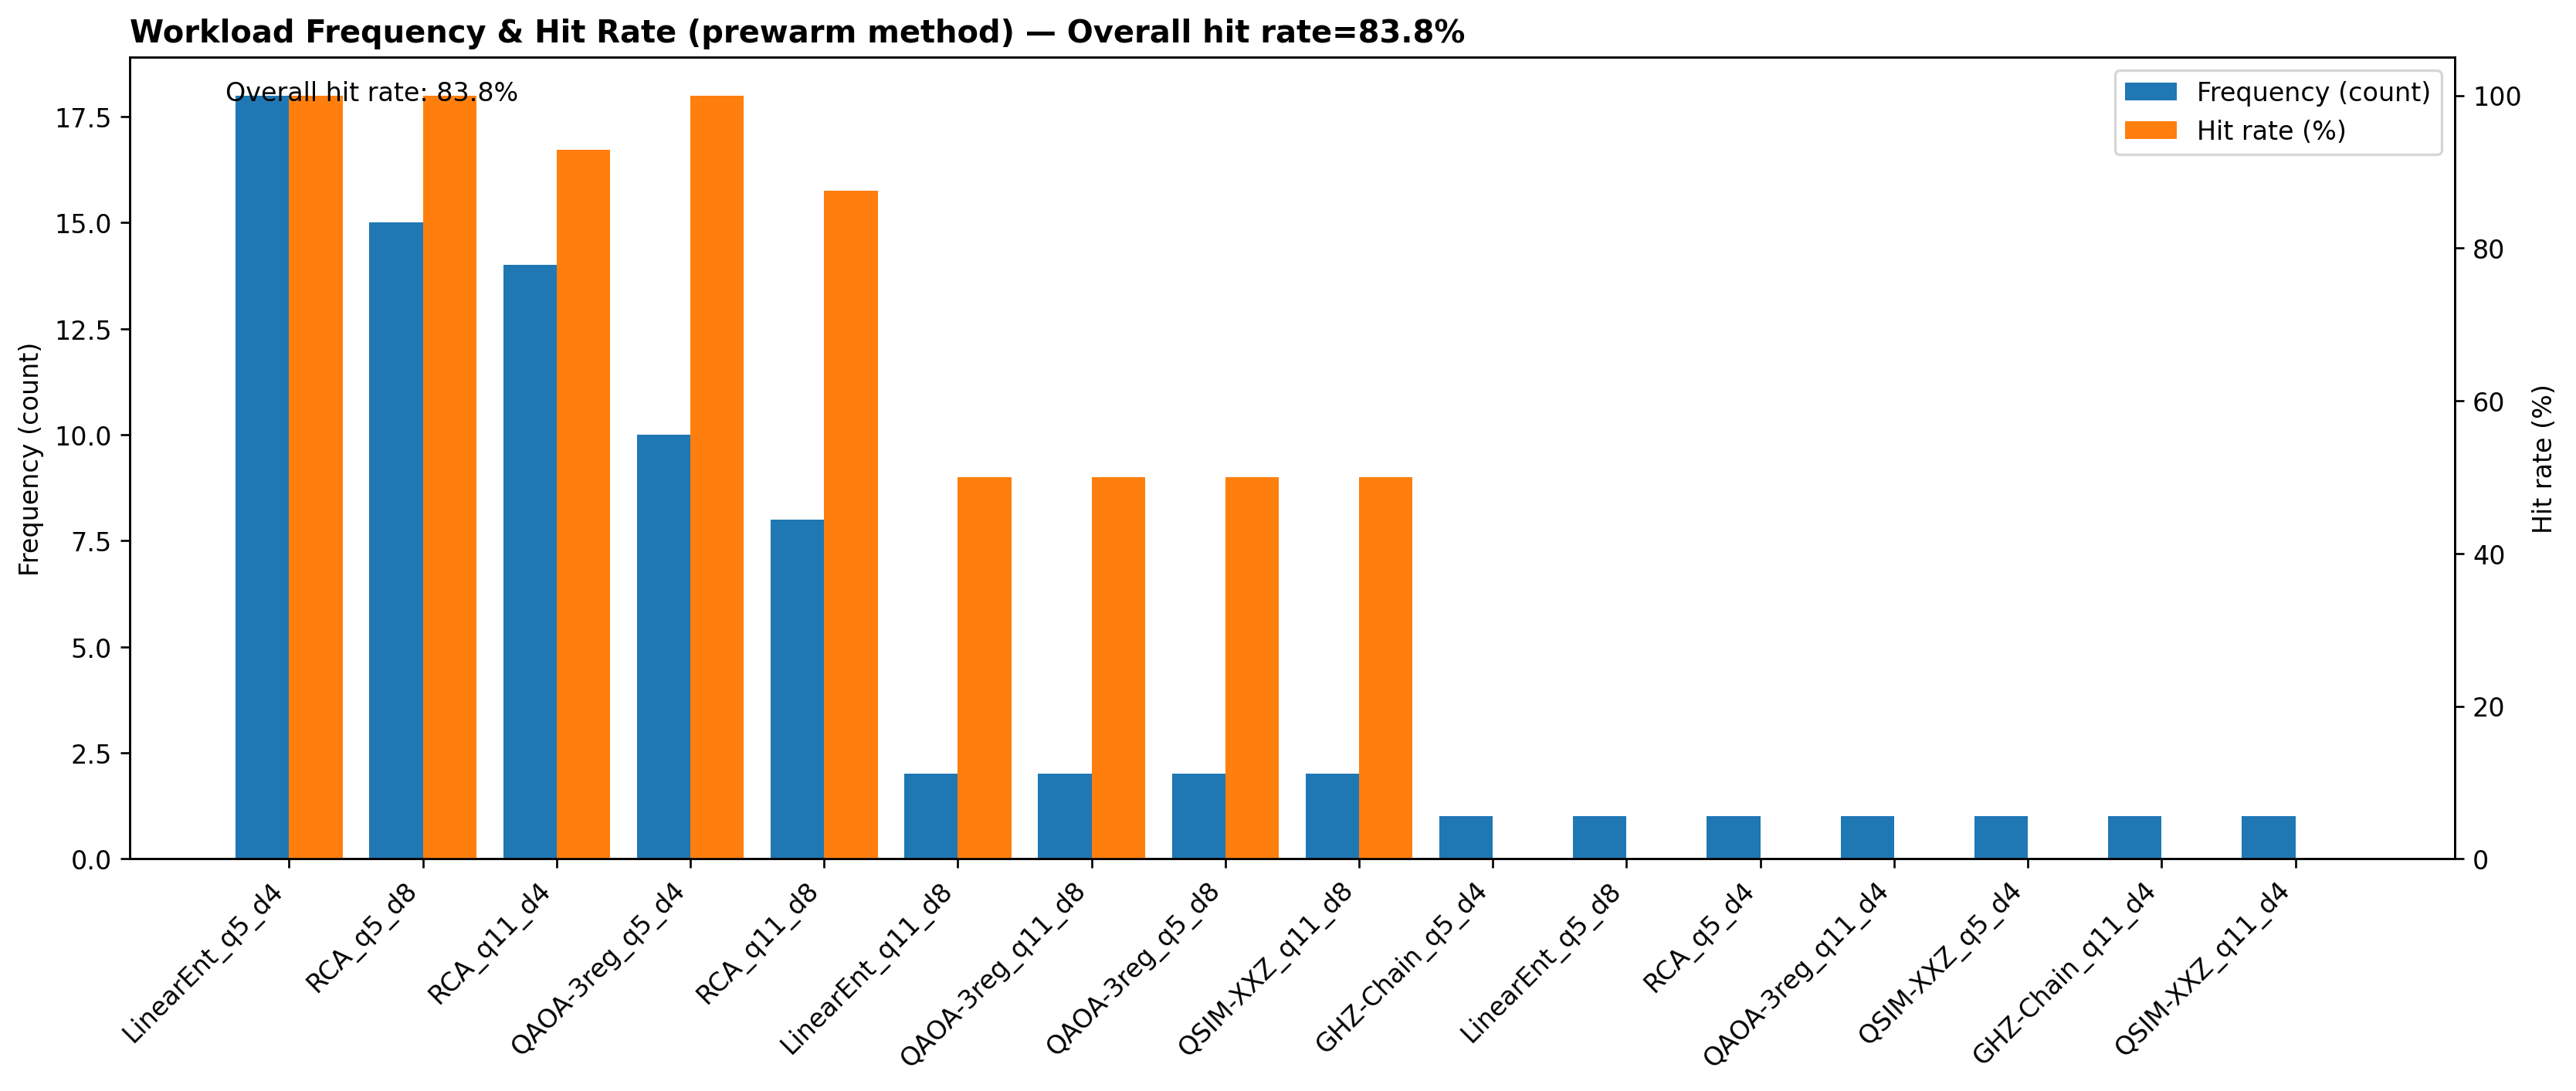 Workload Frequency & Hit Rate (prewarm method) — Overall hit rate=83.8%
Overall hit rate: 83.8%
Frequency (count)
Hit rate (%)
17.5
15.0
12.5
10.0
7.5
5.0
2.5
0.0
Frequency (count)
100
80
60
40
20
0
Hit rate (%)
LinearEnt_q5_d4
RCA_q5_d8
RCA_q11_d4
QAOA-3reg_q5_d4
RCA_q11_d8
LinearEnt_q11_d8
QAOA-3reg_q11_d8
QAOA-3reg_q5_d8
QSIM-XXZ_q11_d8
GHZ-Chain_q5_d4
LinearEnt_q5_d8
RCA_q5_d4
QAOA-3reg_q11_d4
QSIM-XXZ_q5_d4
GHZ-Chain_q11_d4
QSIM-XXZ_q11_d4